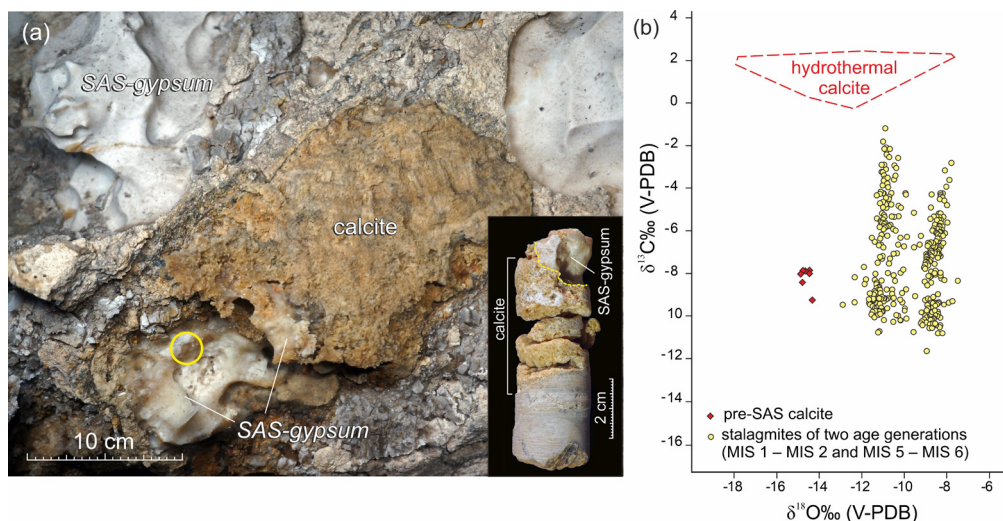 (a)
SAS-gypsum
calcite
SAS-gypsum
10 cm
calcite
SAS-gypsum
2 cm
(b)
4
2
0
-2
-4
-6
-8
-10
-12
-14
-16
δ¹³C‰ (V-PDB)
hydrothermal
calcite
pre-SAS calcite
stalagmites of two age generations
(MIS 1 – MIS 2 and MIS 5 – MIS 6)
-18 -16 -14 -12 -10 -8 -6
δ¹⁸O‰ (V-PDB)